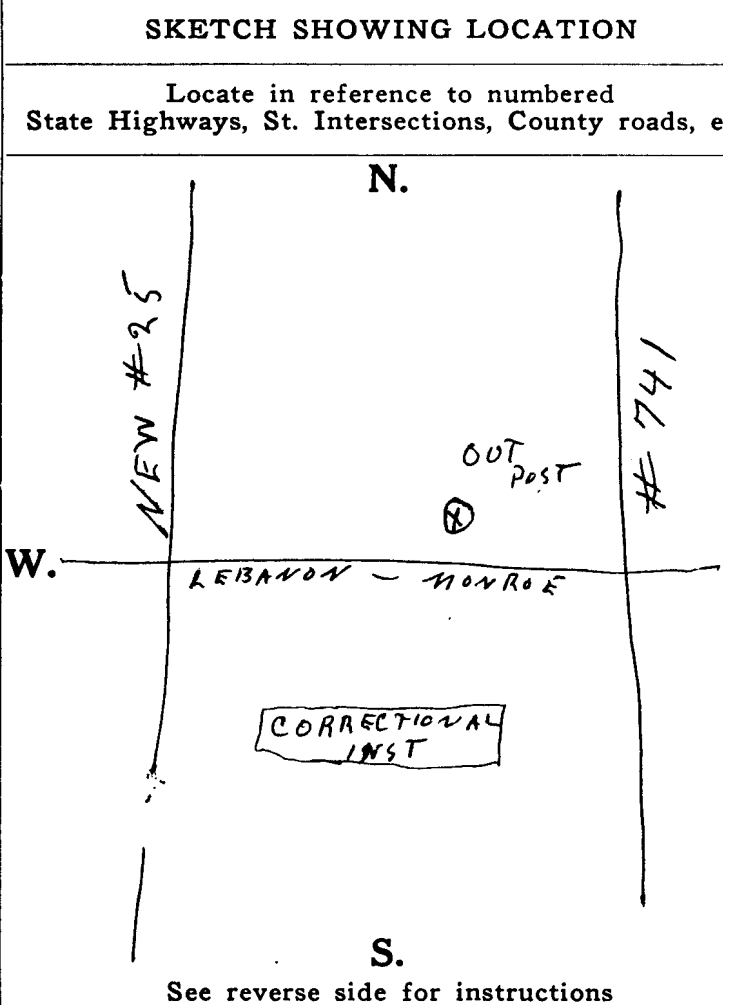 SKETCH SHOWING LOCATION
Locate in reference to numbered
State Highways, St. Intersections, County roads, e
N.
NEW #25
# 741
OUT
POST
X
W.
LEBANON - MONROE
CORRECTIONAL
INST
S.
See reverse side for instructions